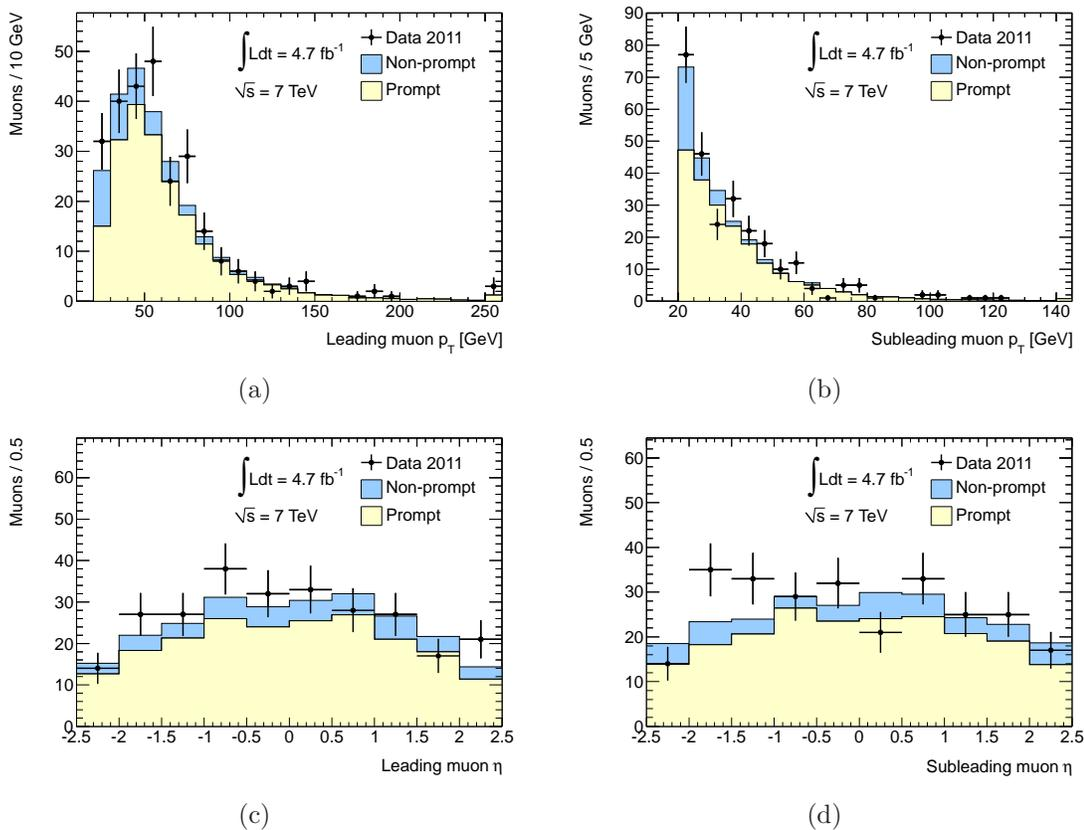 Muons / 10 GeV
50
40
30
20
10
0
∫Ldt = 4.7 fb-1
√s = 7 TeV
Data 2011
Non-prompt
Prompt
50 100 150 200 250
Leading muon pT [GeV]
(a)
Muons / 5 GeV
90
80
70
60
50
40
30
20
10
0
∫Ldt = 4.7 fb-1
√s = 7 TeV
Data 2011
Non-prompt
Prompt
20 40 60 80 100 120 140
Subleading muon pT [GeV]
(b)
Muons / 0.5
60
50
40
30
20
10
0
∫Ldt = 4.7 fb-1
√s = 7 TeV
Data 2011
Non-prompt
Prompt
-2.5 -2 -1.5 -1 -0.5 0 0.5 1 1.5 2 2.5
Leading muon η
(c)
Muons / 0.5
60
50
40
30
20
10
0
∫Ldt = 4.7 fb-1
√s = 7 TeV
Data 2011
Non-prompt
Prompt
-2.5 -2 -1.5 -1 -0.5 0 0.5 1 1.5 2 2.5
Subleading muon η
(d)